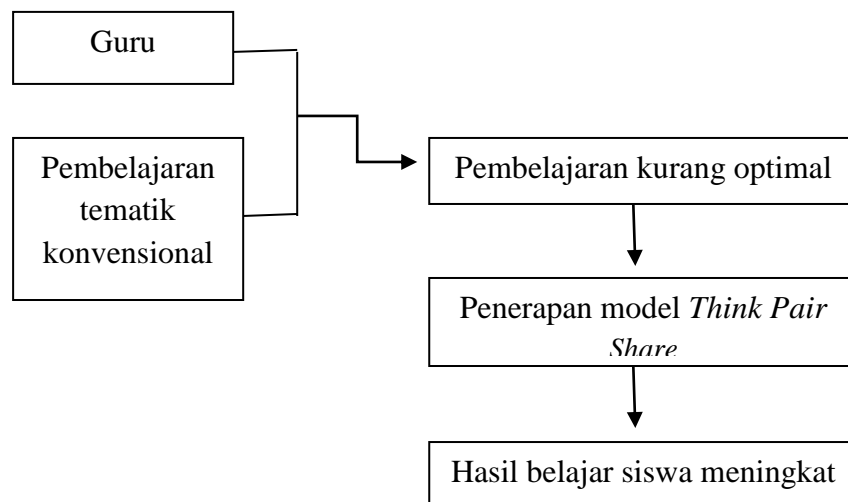 Guru
Pembelajaran
tematik
konvensional
Pembelajaran kurang optimal
Penerapan model Think Pair
Share
Hasil belajar siswa meningkat